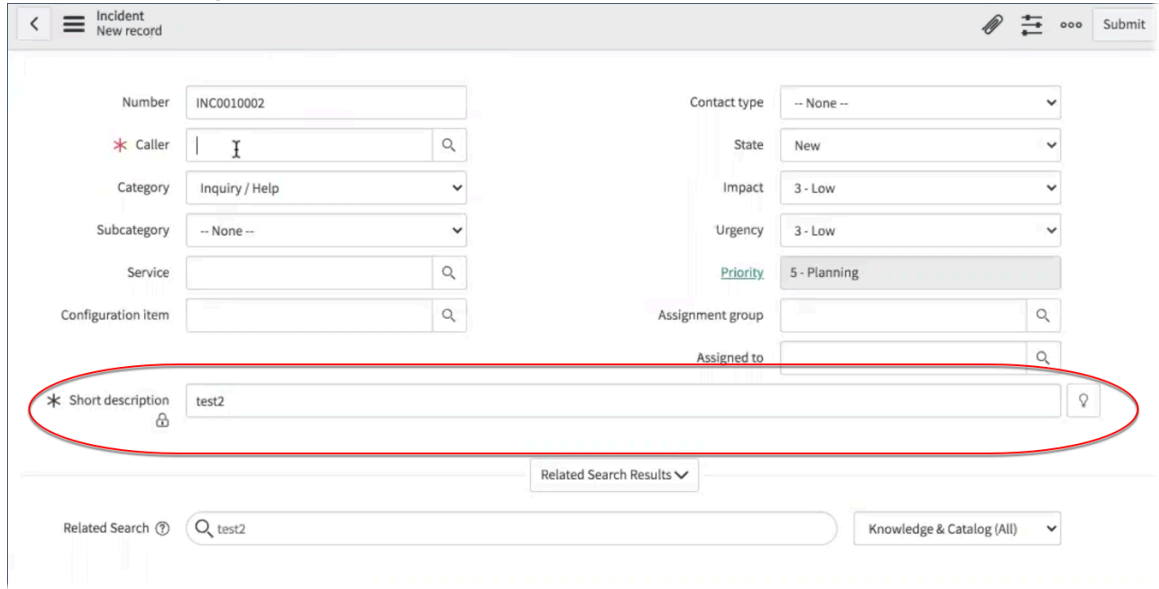 Incident
New record
ooo Submit
Number INC0010002 Contact type -- None --
* Caller State New
Category Inquiry / Help Impact 3 - Low
Subcategory -- None -- Urgency 3 - Low
Service Priority 5 - Planning
Configuration item Assignment group
Assigned to
* Short description test2
Related Search Results
Related Search ? test2 Knowledge & Catalog (All)